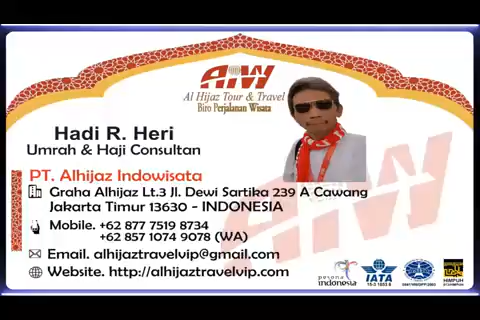 AIW
Al Hijaz Tour & Travel
Biro Perjalanan Wisata
Hadi R. Heri
Umrah & Haji Consultan
PT. Alhijaz Indowisata
Graha Alhijaz Lt.3 Jl. Dewi Sartika 239 A Cawang
Jakarta Timur 13630 - INDONESIA
Mobile. +62 877 7519 8734
+62 857 1074 9078 (WA)
Email. alhijaztravelvip@gmail.com
Website. http://alhijaztravelvip.com
pesona
indonesia
IATA
HIMPUH